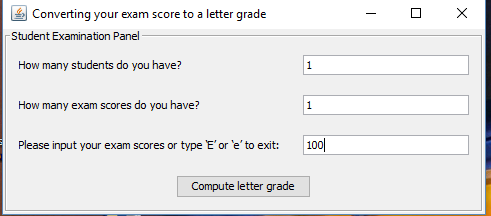 Converting your exam score to a letter grade
Student Examination Panel
How many students do you have? 1
How many exam scores do you have? 1
Please input your exam scores or type 'E' or 'e' to exit: 100
Compute letter grade